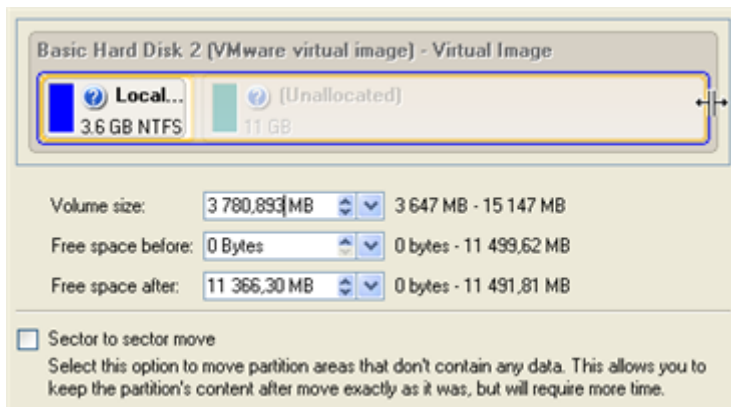 Basic Hard Disk 2 (VMware virtual image) - Virtual Image
Local... (Unallocated)
3.6 GB NTFS 11 GB
Volume size: 3 780,893 MB 3 647 MB - 15 147 MB
Free space before: 0 Bytes 0 bytes - 11 499,62 MB
Free space after: 11 366,30 MB 0 bytes - 11 491,81 MB
Sector to sector move
Select this option to move partition areas that don't contain any data. This allows you to
keep the partition's content after move exactly as it was, but will require more time.